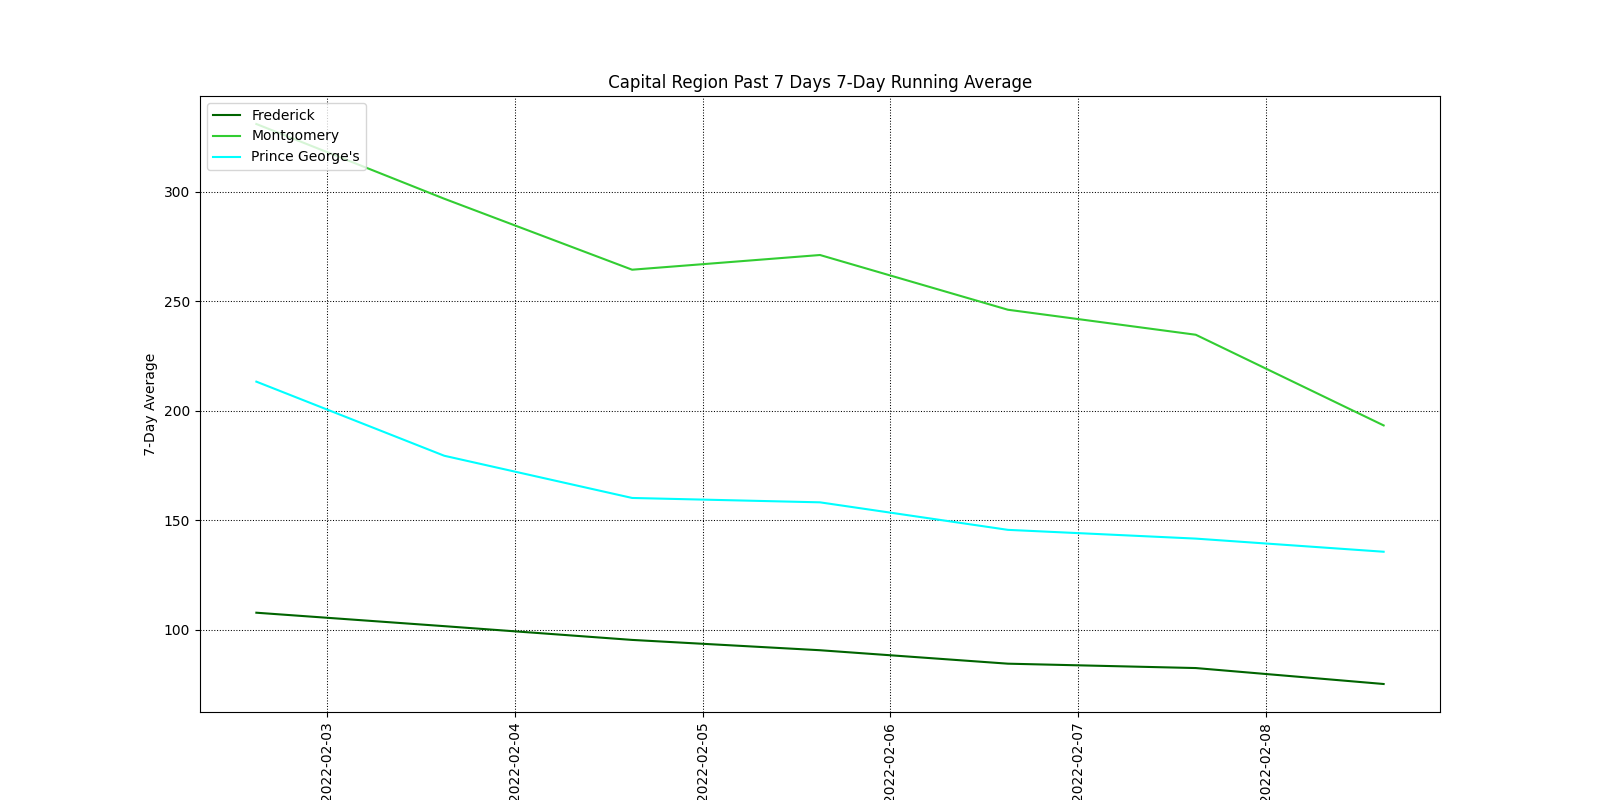 Capital Region Past 7 Days 7-Day Running Average
Frederick
Montgomery
Prince George's
300
250
200
150
100
7-Day Average
2022-02-03
2022-02-04
2022-02-05
2022-02-06
2022-02-07
2022-02-08